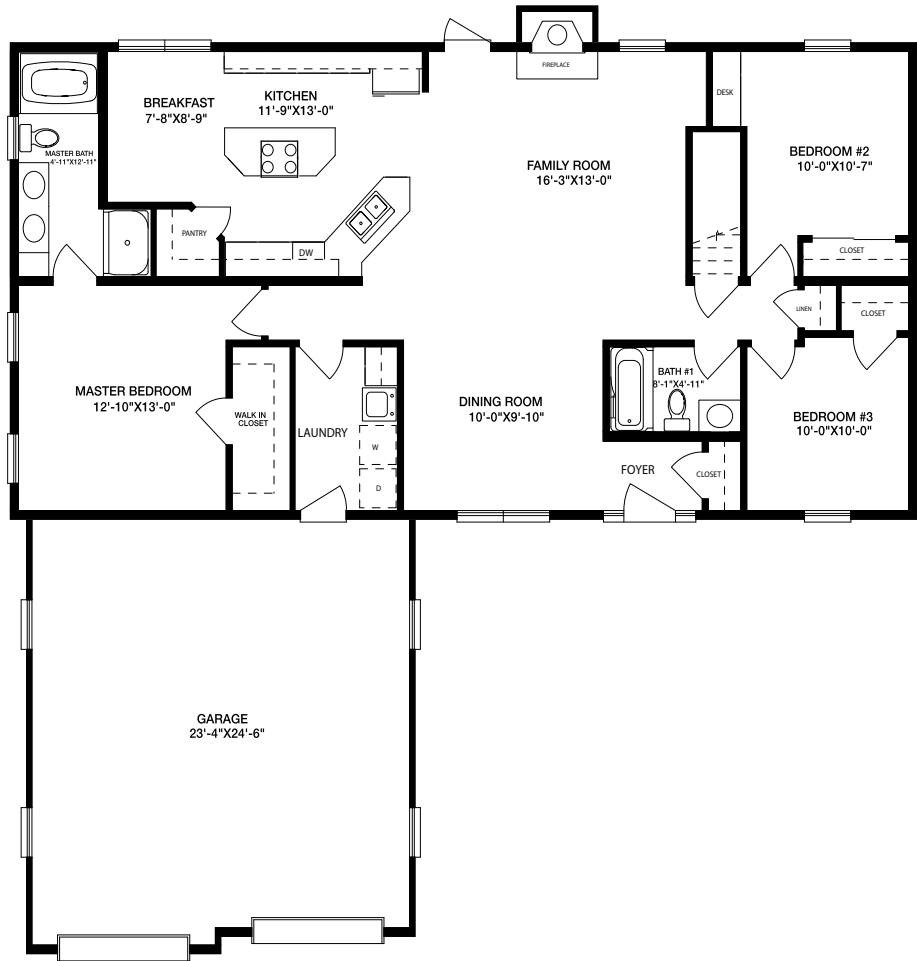 FIREPLACE
DESK
KITCHEN
11'-9"X13'-0"
BREAKFAST
7'-8"X8'-9"
MASTER BATH
4'-11"X12'-11"
FAMILY ROOM
16'-3"X13'-0"
BEDROOM #2
10'-0"X10'-7"
PANTRY
DW
CLOSET
LINEN
CLOSET
MASTER BEDROOM
12'-10"X13'-0"
WALK IN
CLOSET
LAUNDRY
W
D
DINING ROOM
10'-0"X9'-10"
BATH #1
8'-1"X4'-11"
BEDROOM #3
10'-0"X10'-0"
FOYER
CLOSET
GARAGE
23'-4"X24'-6"